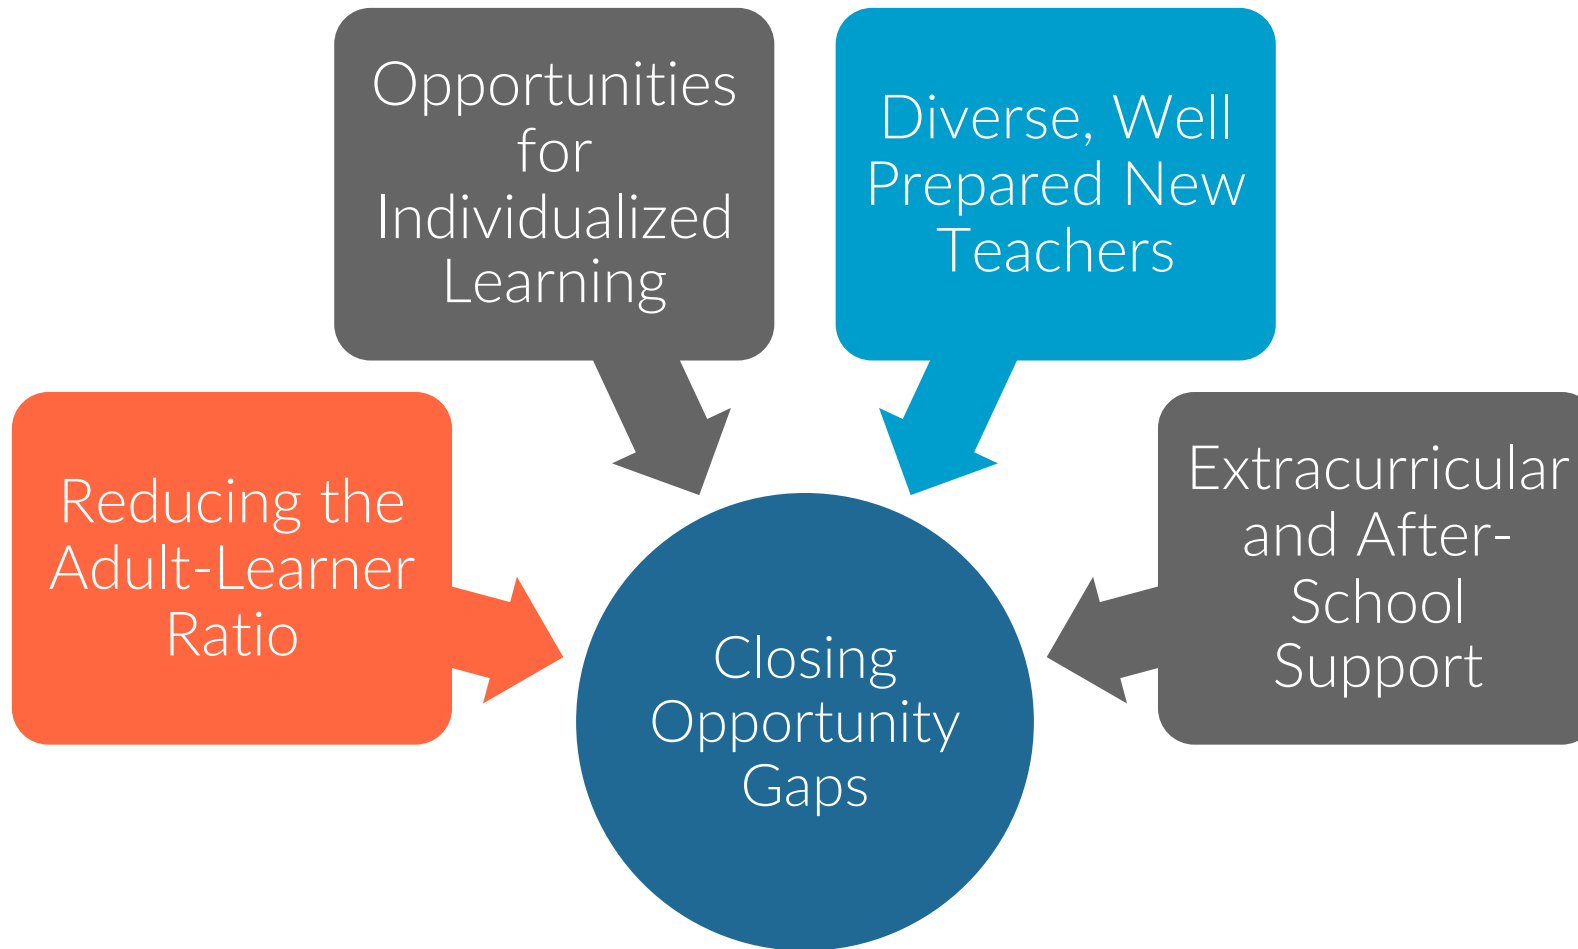 Opportunities
for
Individualized
Learning
Diverse, Well
Prepared New
Teachers
Reducing the
Adult-Learner
Ratio
Extracurricular
and After-
School
Support
Closing
Opportunity
Gaps